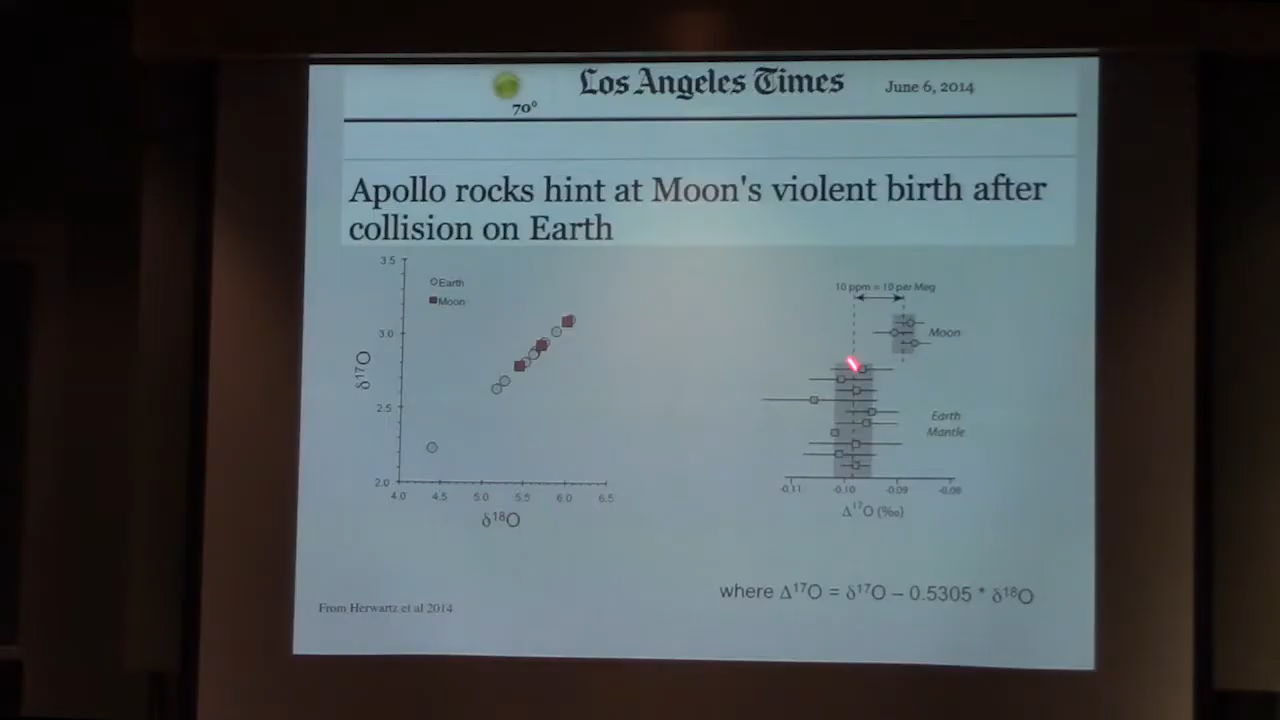 Los Angeles Times June 6, 2014
70°
Apollo rocks hint at Moon's violent birth after
collision on Earth
3.5
3.0
2.5
2.0
δ¹⁷O
Earth
Moon
4.0 4.5 5.0 5.5 6.0 6.5
δ¹⁸O
10 ppm = 10 per Meg
Moon
Earth
Mantle
-0.11 -0.10 -0.09 -0.08
Δ¹⁷O (‰)
where Δ¹⁷O = δ¹⁷O – 0.5305 * δ¹⁸O
From Herwartz et al 2014